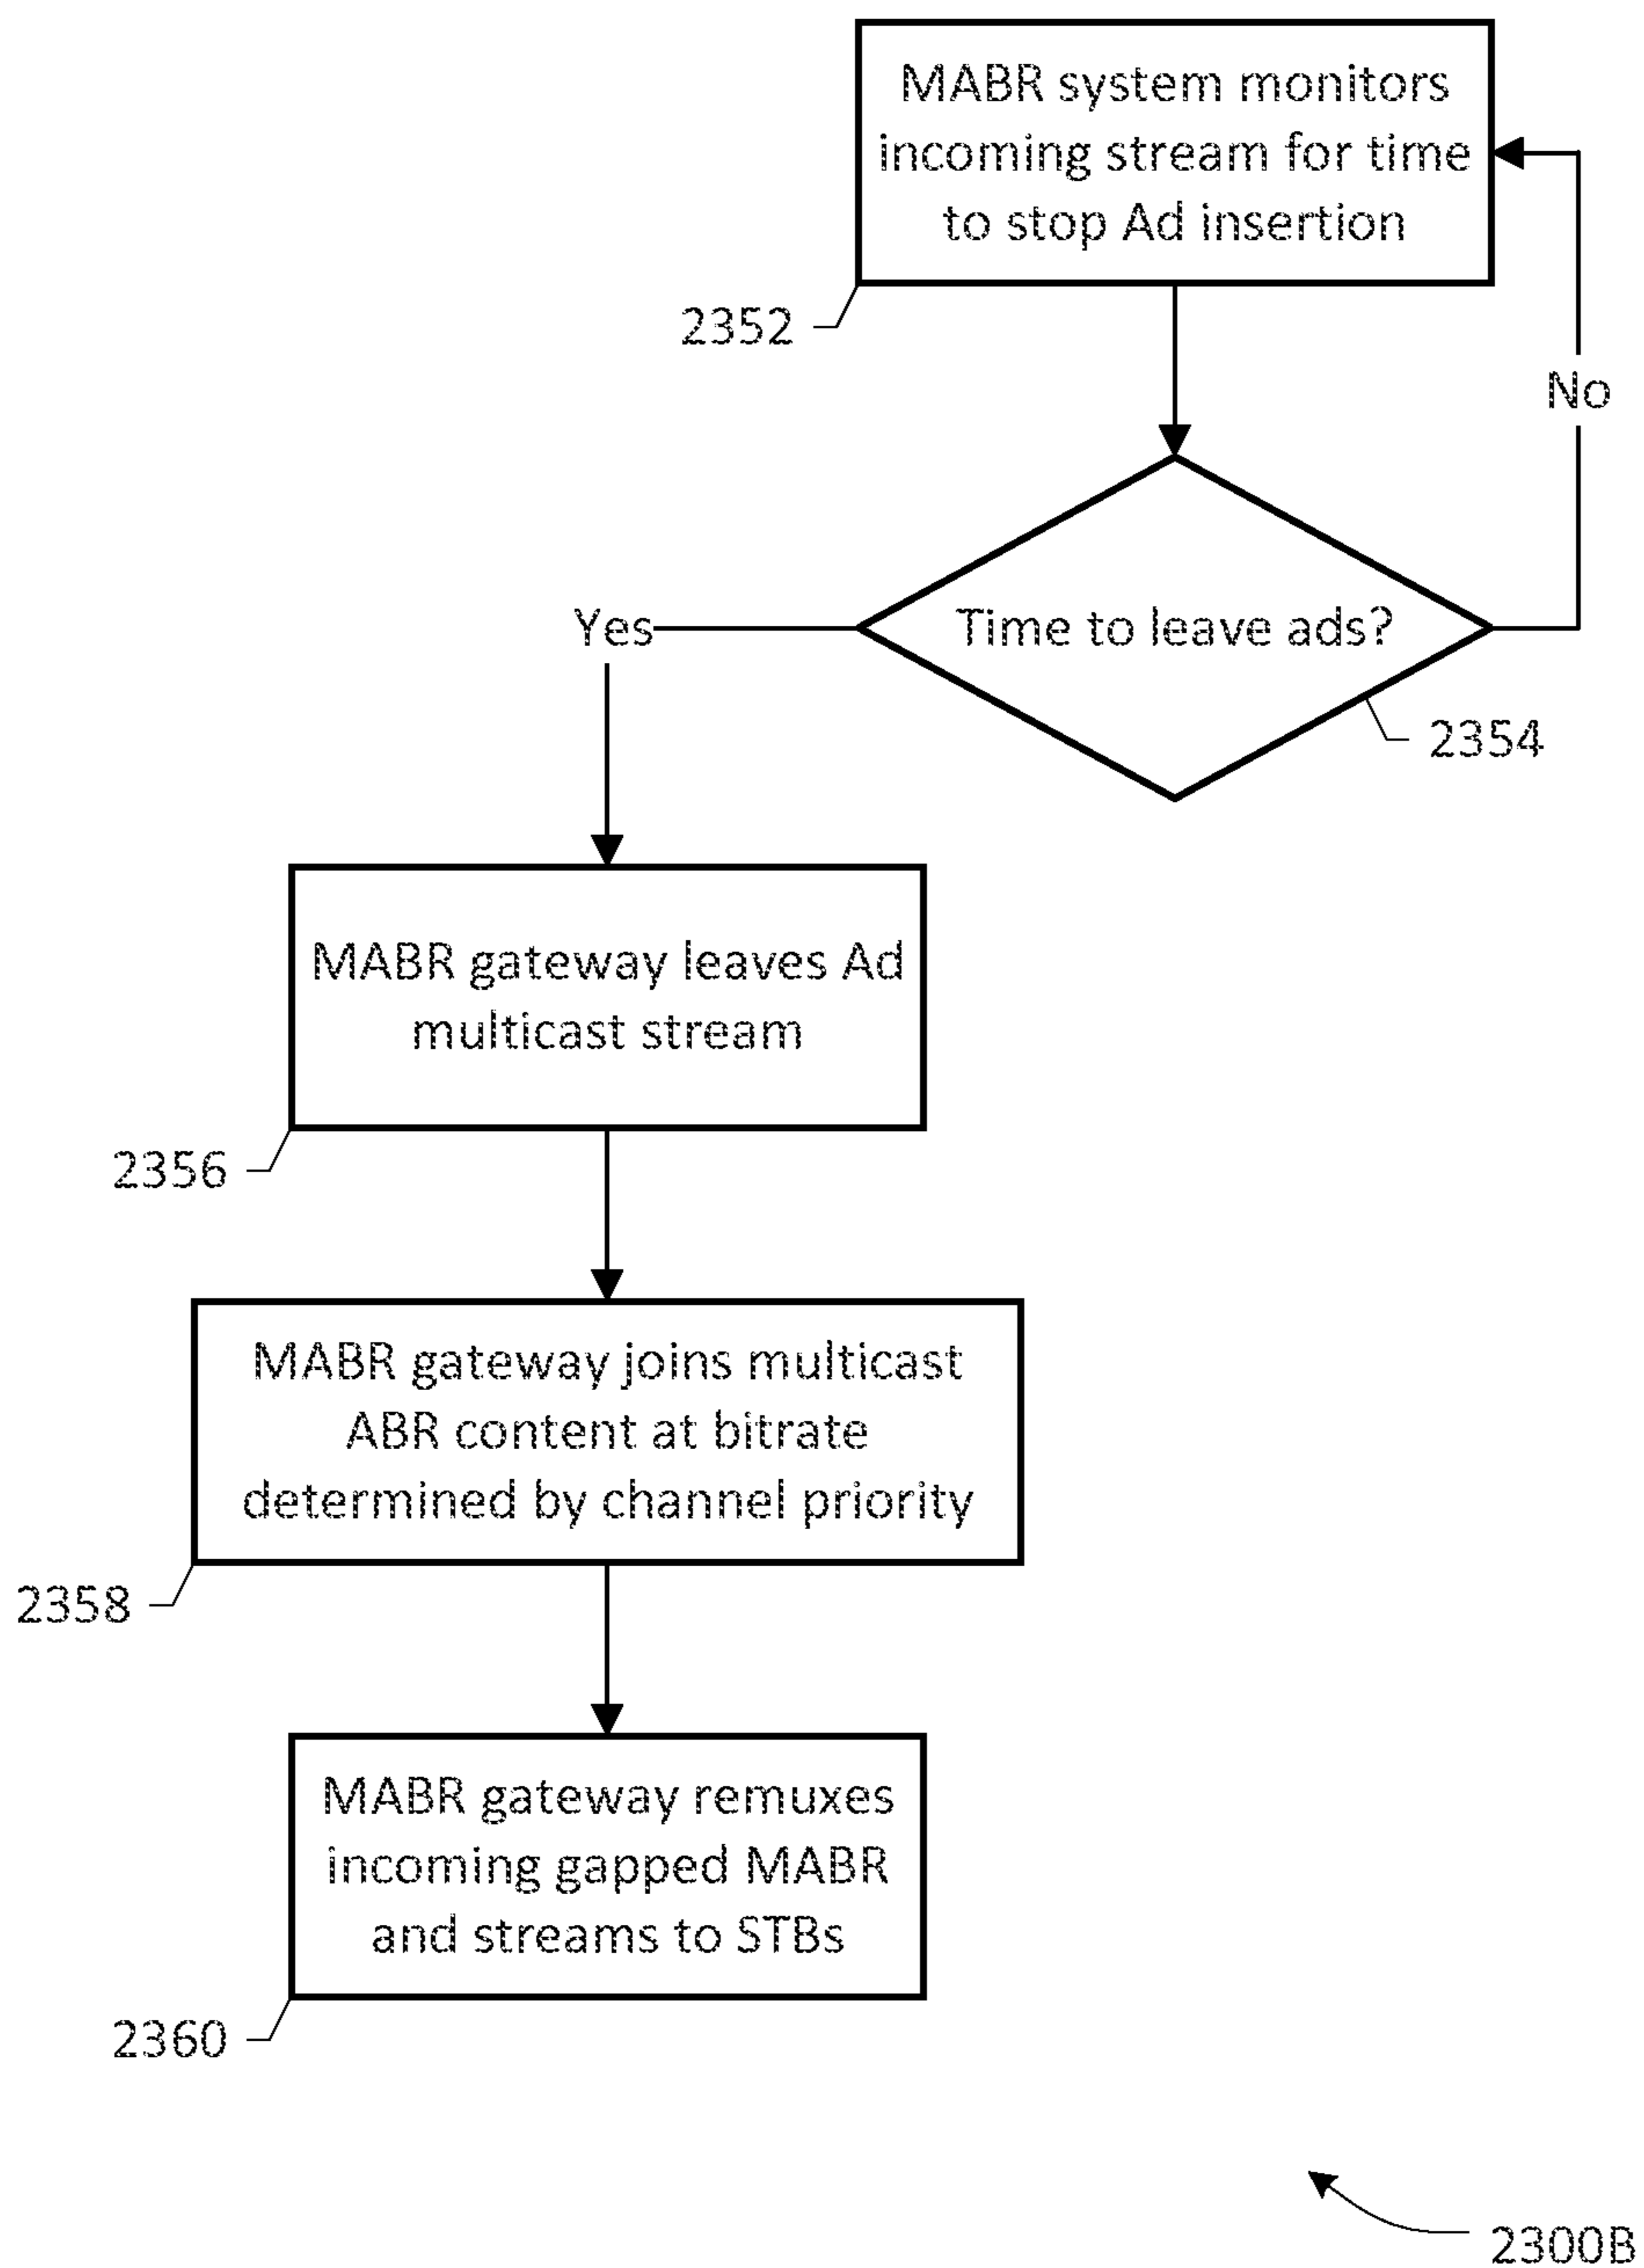 MABR system monitors
incoming stream for time
to stop Ad insertion
2352
No
Time to leave ads?
Yes
2354
MABR gateway leaves Ad
multicast stream
2356
MABR gateway joins multicast
ABR content at bitrate
determined by channel priority
2358
MABR gateway remuxes
incoming gapped MABR
and streams to STBs
2360
2300B